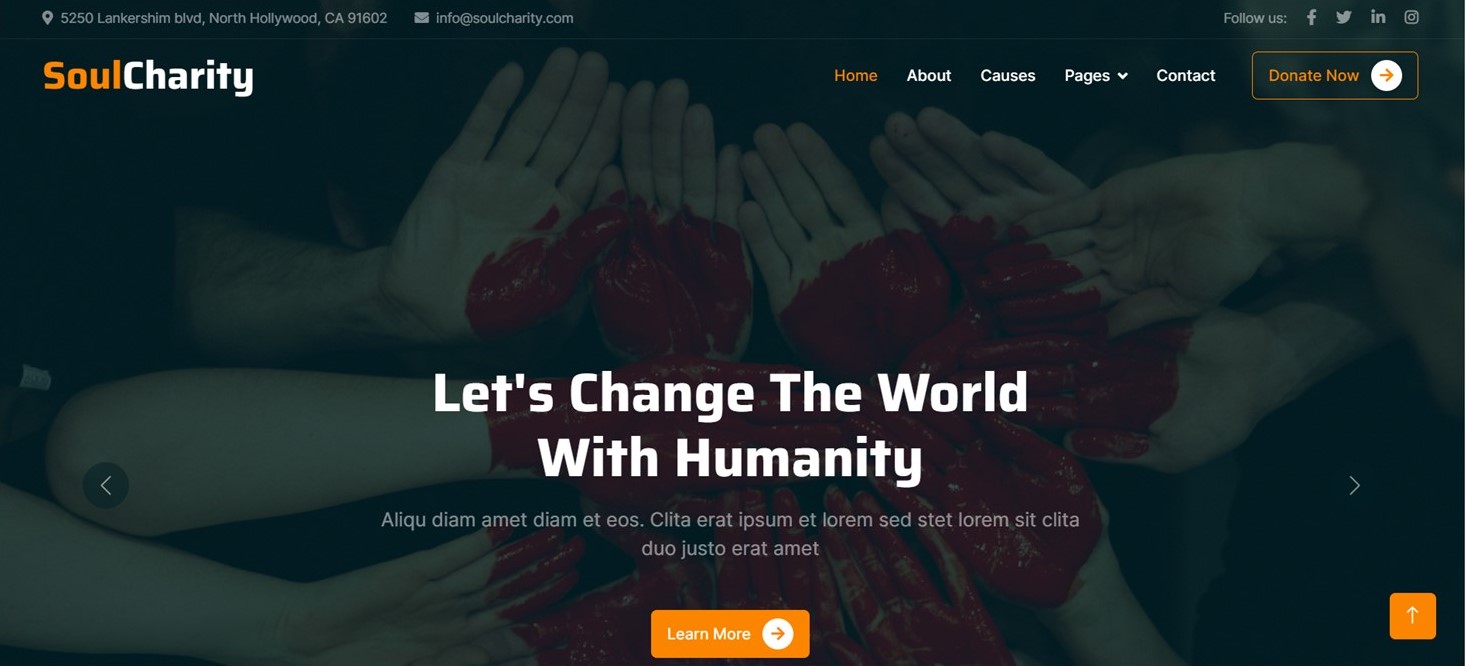 5250 Lankershim blvd, North Hollywood, CA 91602 info@soulcharity.com Follow us:
SoulCharity Home About Causes Pages Contact Donate Now
Let's Change The World
With Humanity
Aliqu diam amet diam et eos. Clita erat ipsum et lorem sed stet lorem sit clita
duo justo erat amet
Learn More